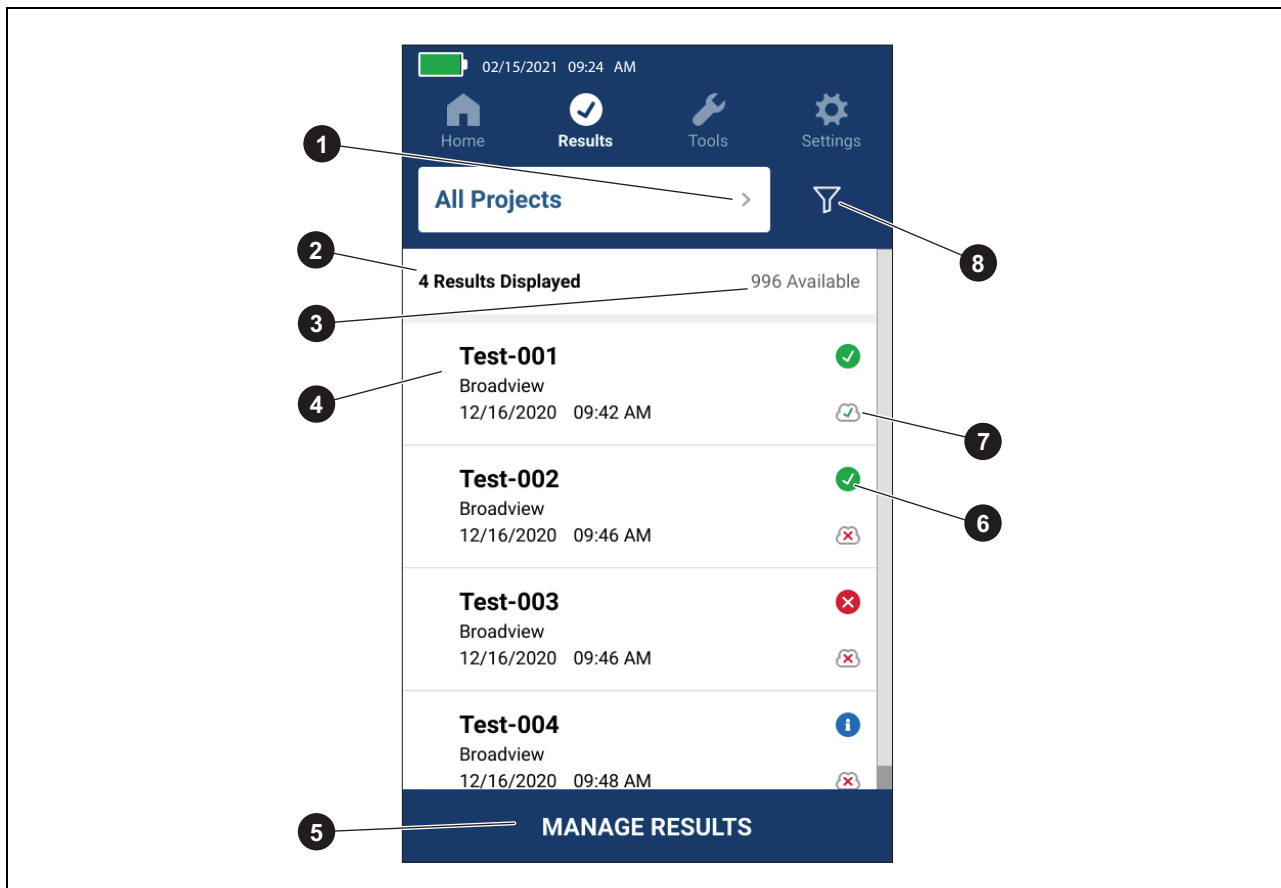 02/15/2021 09:24 AM
Home Results Tools Settings
1
All Projects
8
2
4 Results Displayed 996 Available
3
Test-001
4
Broadview
12/16/2020 09:42 AM
7
Test-002
Broadview
6
12/16/2020 09:46 AM
Test-003
Broadview
12/16/2020 09:46 AM
Test-004
Broadview
12/16/2020 09:48 AM
5
MANAGE RESULTS